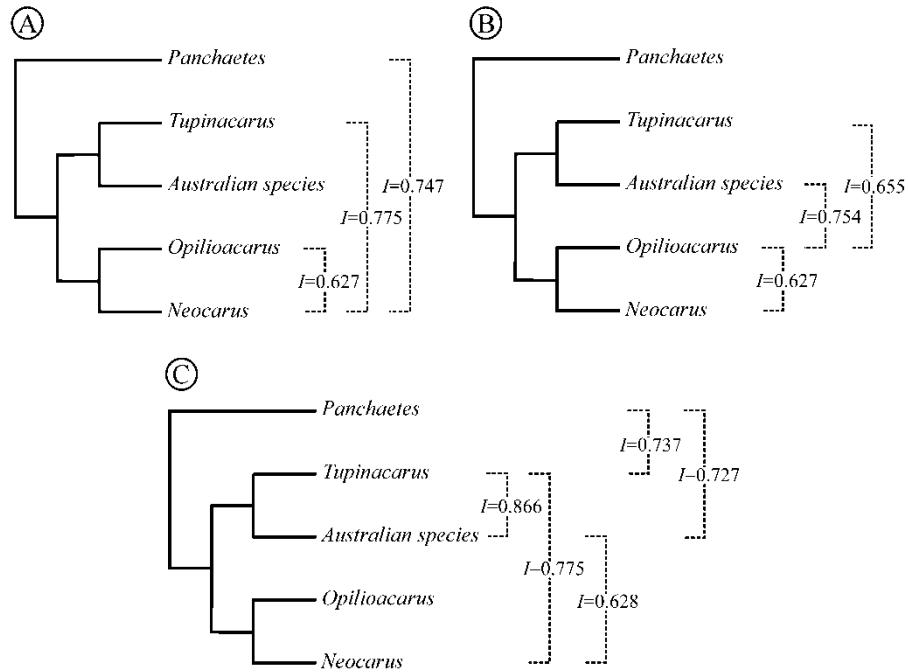 A
Panchaetes
Tupinacarus
Australian species
Opilioacarus
Neocarus
I=0.747
I=0.775
I=0.627
B
Panchaetes
Tupinacarus
Australian species
Opilioacarus
Neocarus
I=0.655
I=0.754
I=0.627
C
Panchaetes
Tupinacarus
Australian species
Opilioacarus
Neocarus
I=0.737
I–0.727
I=0.866
I–0.775
I=0.628